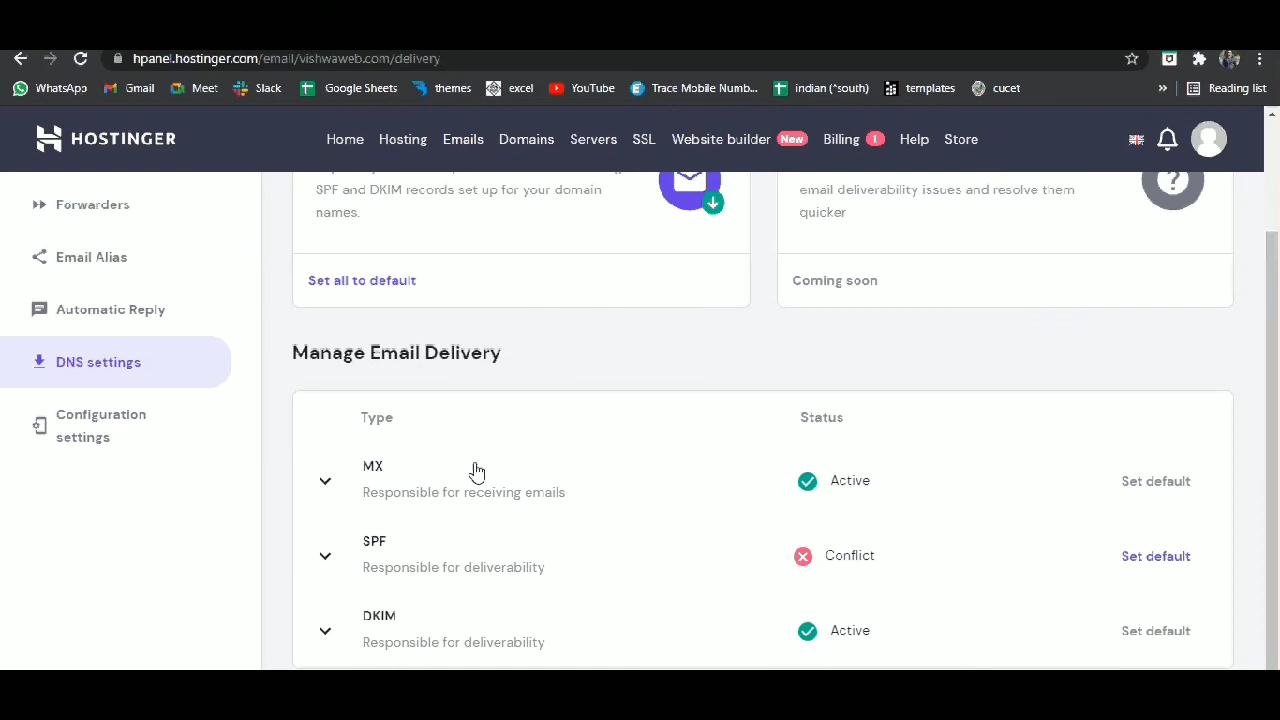 hpanel.hostinger.com/email/vishwaweb.com/delivery
WhatsApp Gmail Meet Slack Google Sheets themes excel YouTube Trace Mobile Numb... indian (*south) templates cucet » Reading list
HOSTINGER Home Hosting Emails Domains Servers SSL Website builder New Billing 1 Help Store
Forwarders
Email Alias
Automatic Reply
DNS settings
Configuration
settings
SPF and DKIM records set up for your domain
names.
Set all to default
email deliverability issues and resolve them
quicker
Coming soon
Manage Email Delivery
Type Status
MX
Responsible for receiving emails
Active Set default
SPF
Responsible for deliverability
Conflict Set default
DKIM
Responsible for deliverability
Active Set default